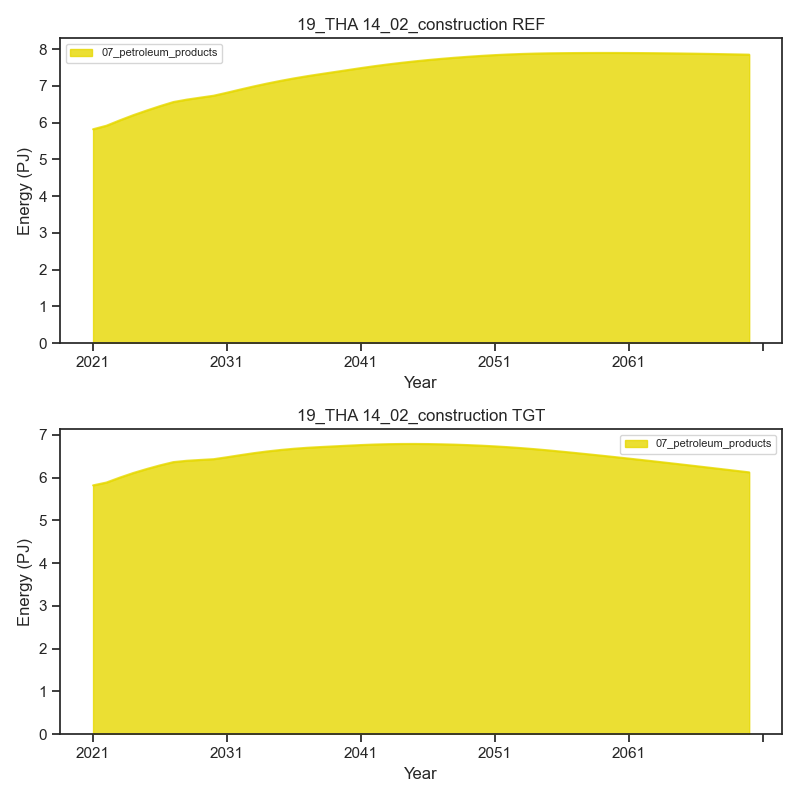 19_THA 14_02_construction REF
07_petroleum_products
8
7
6
5
4
3
2
1
0
Energy (PJ)
2021 2031 2041 2051 2061
Year
19_THA 14_02_construction TGT
07_petroleum_products
7
6
5
4
3
2
1
0
Energy (PJ)
2021 2031 2041 2051 2061
Year